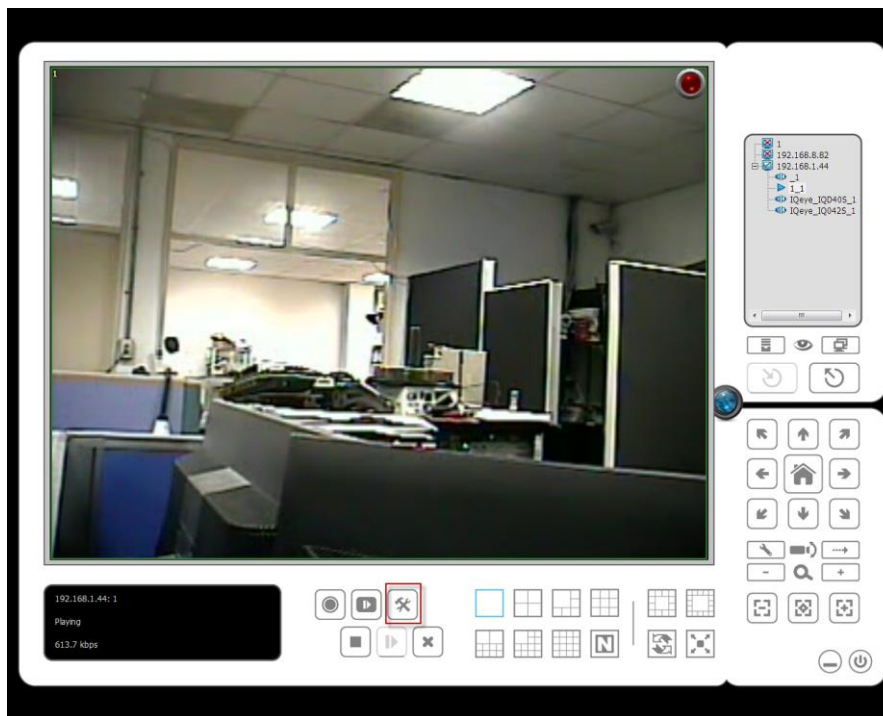 1
1
192.168.8.82
192.168.1.44
_1
1_1
IQeye_IQD40S_1
IQeye_IQ042S_1
192.168.1.44: 1
Playing
613.7 kbps
N